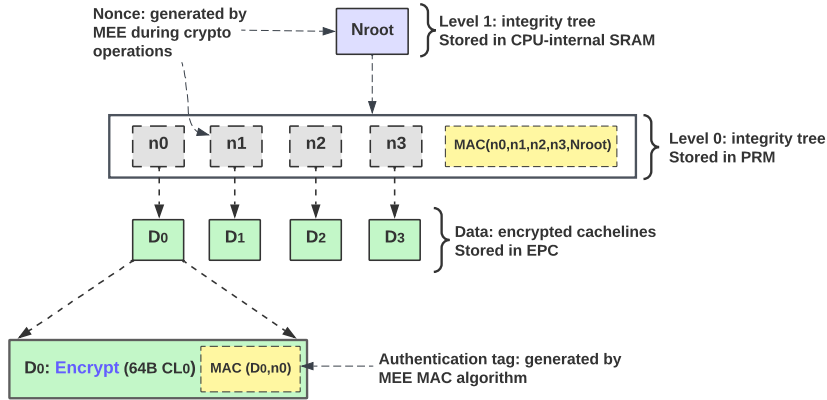 Nonce: generated by
MEE during crypto
operations
Nroot
Level 1: integrity tree
Stored in CPU-internal SRAM
n0
n1
n2
n3
MAC(n0,n1,n2,n3,Nroot)
Level 0: integrity tree
Stored in PRM
D0
D1
D2
D3
Data: encrypted cachelines
Stored in EPC
D0: Encrypt (64B CL0)
MAC (D0,n0)
Authentication tag: generated by
MEE MAC algorithm